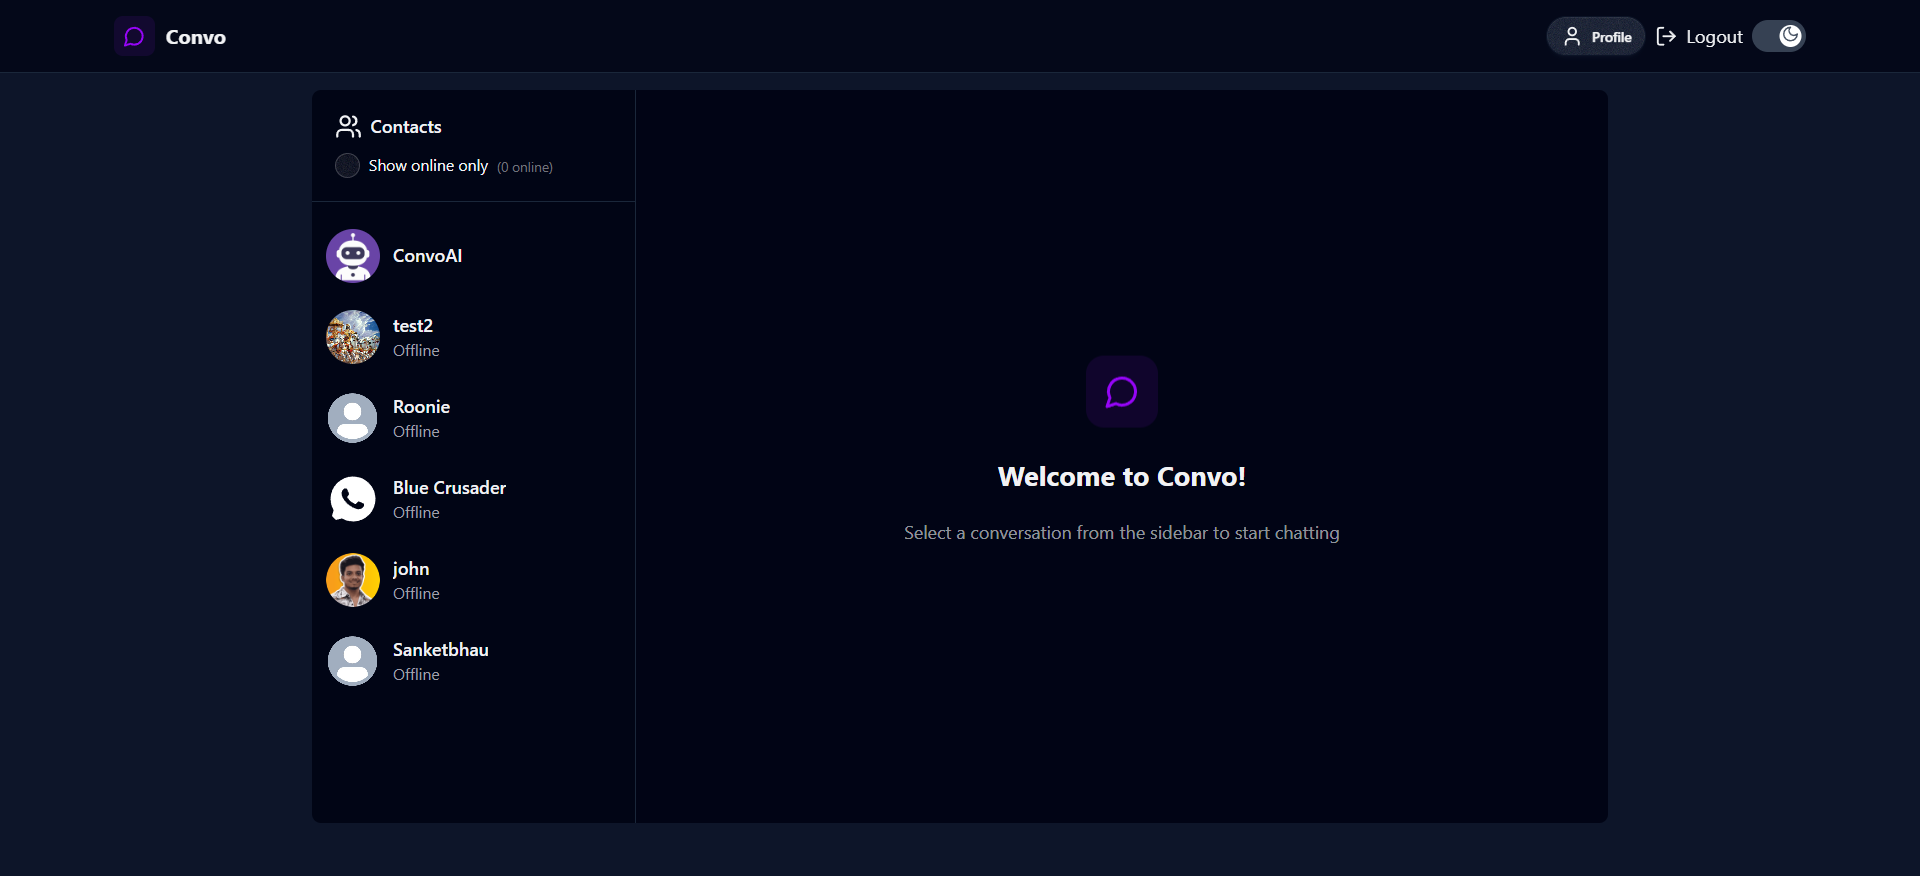 Convo
Profile
Logout
Contacts
Show online only (0 online)
ConvoAI
test2
Offline
Roonie
Offline
Blue Crusader
Offline
john
Offline
Sanketbhau
Offline
Welcome to Convo!
Select a conversation from the sidebar to start chatting